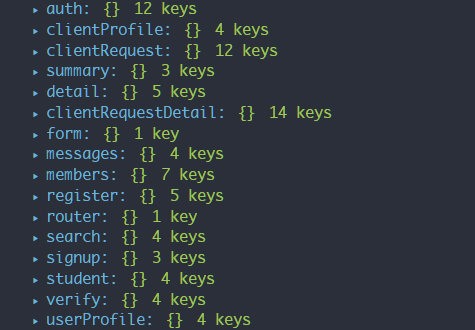 ▸ auth: {} 12 keys
▸ clientProfile: {} 4 keys
▸ clientRequest: {} 12 keys
▸ summary: {} 3 keys
▸ detail: {} 5 keys
▸ clientRequestDetail: {} 14 keys
▸ form: {} 1 key
▸ messages: {} 4 keys
▸ members: {} 7 keys
▸ register: {} 5 keys
▸ router: {} 1 key
▸ search: {} 4 keys
▸ signup: {} 3 keys
▸ student: {} 4 keys
▸ verify: {} 4 keys
▸ userProfile: {} 4 keys